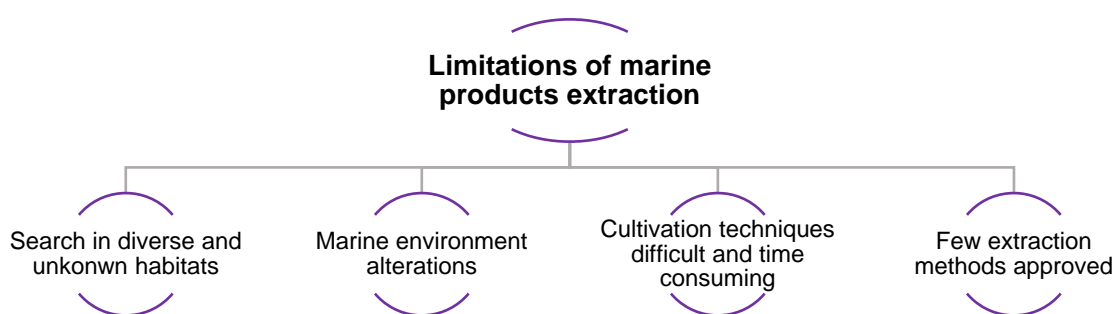 Limitations of marine
products extraction
Search in diverse and
unkonwn habitats
Marine environment
alterations
Cultivation techniques
difficult and time
consuming
Few extraction
methods approved